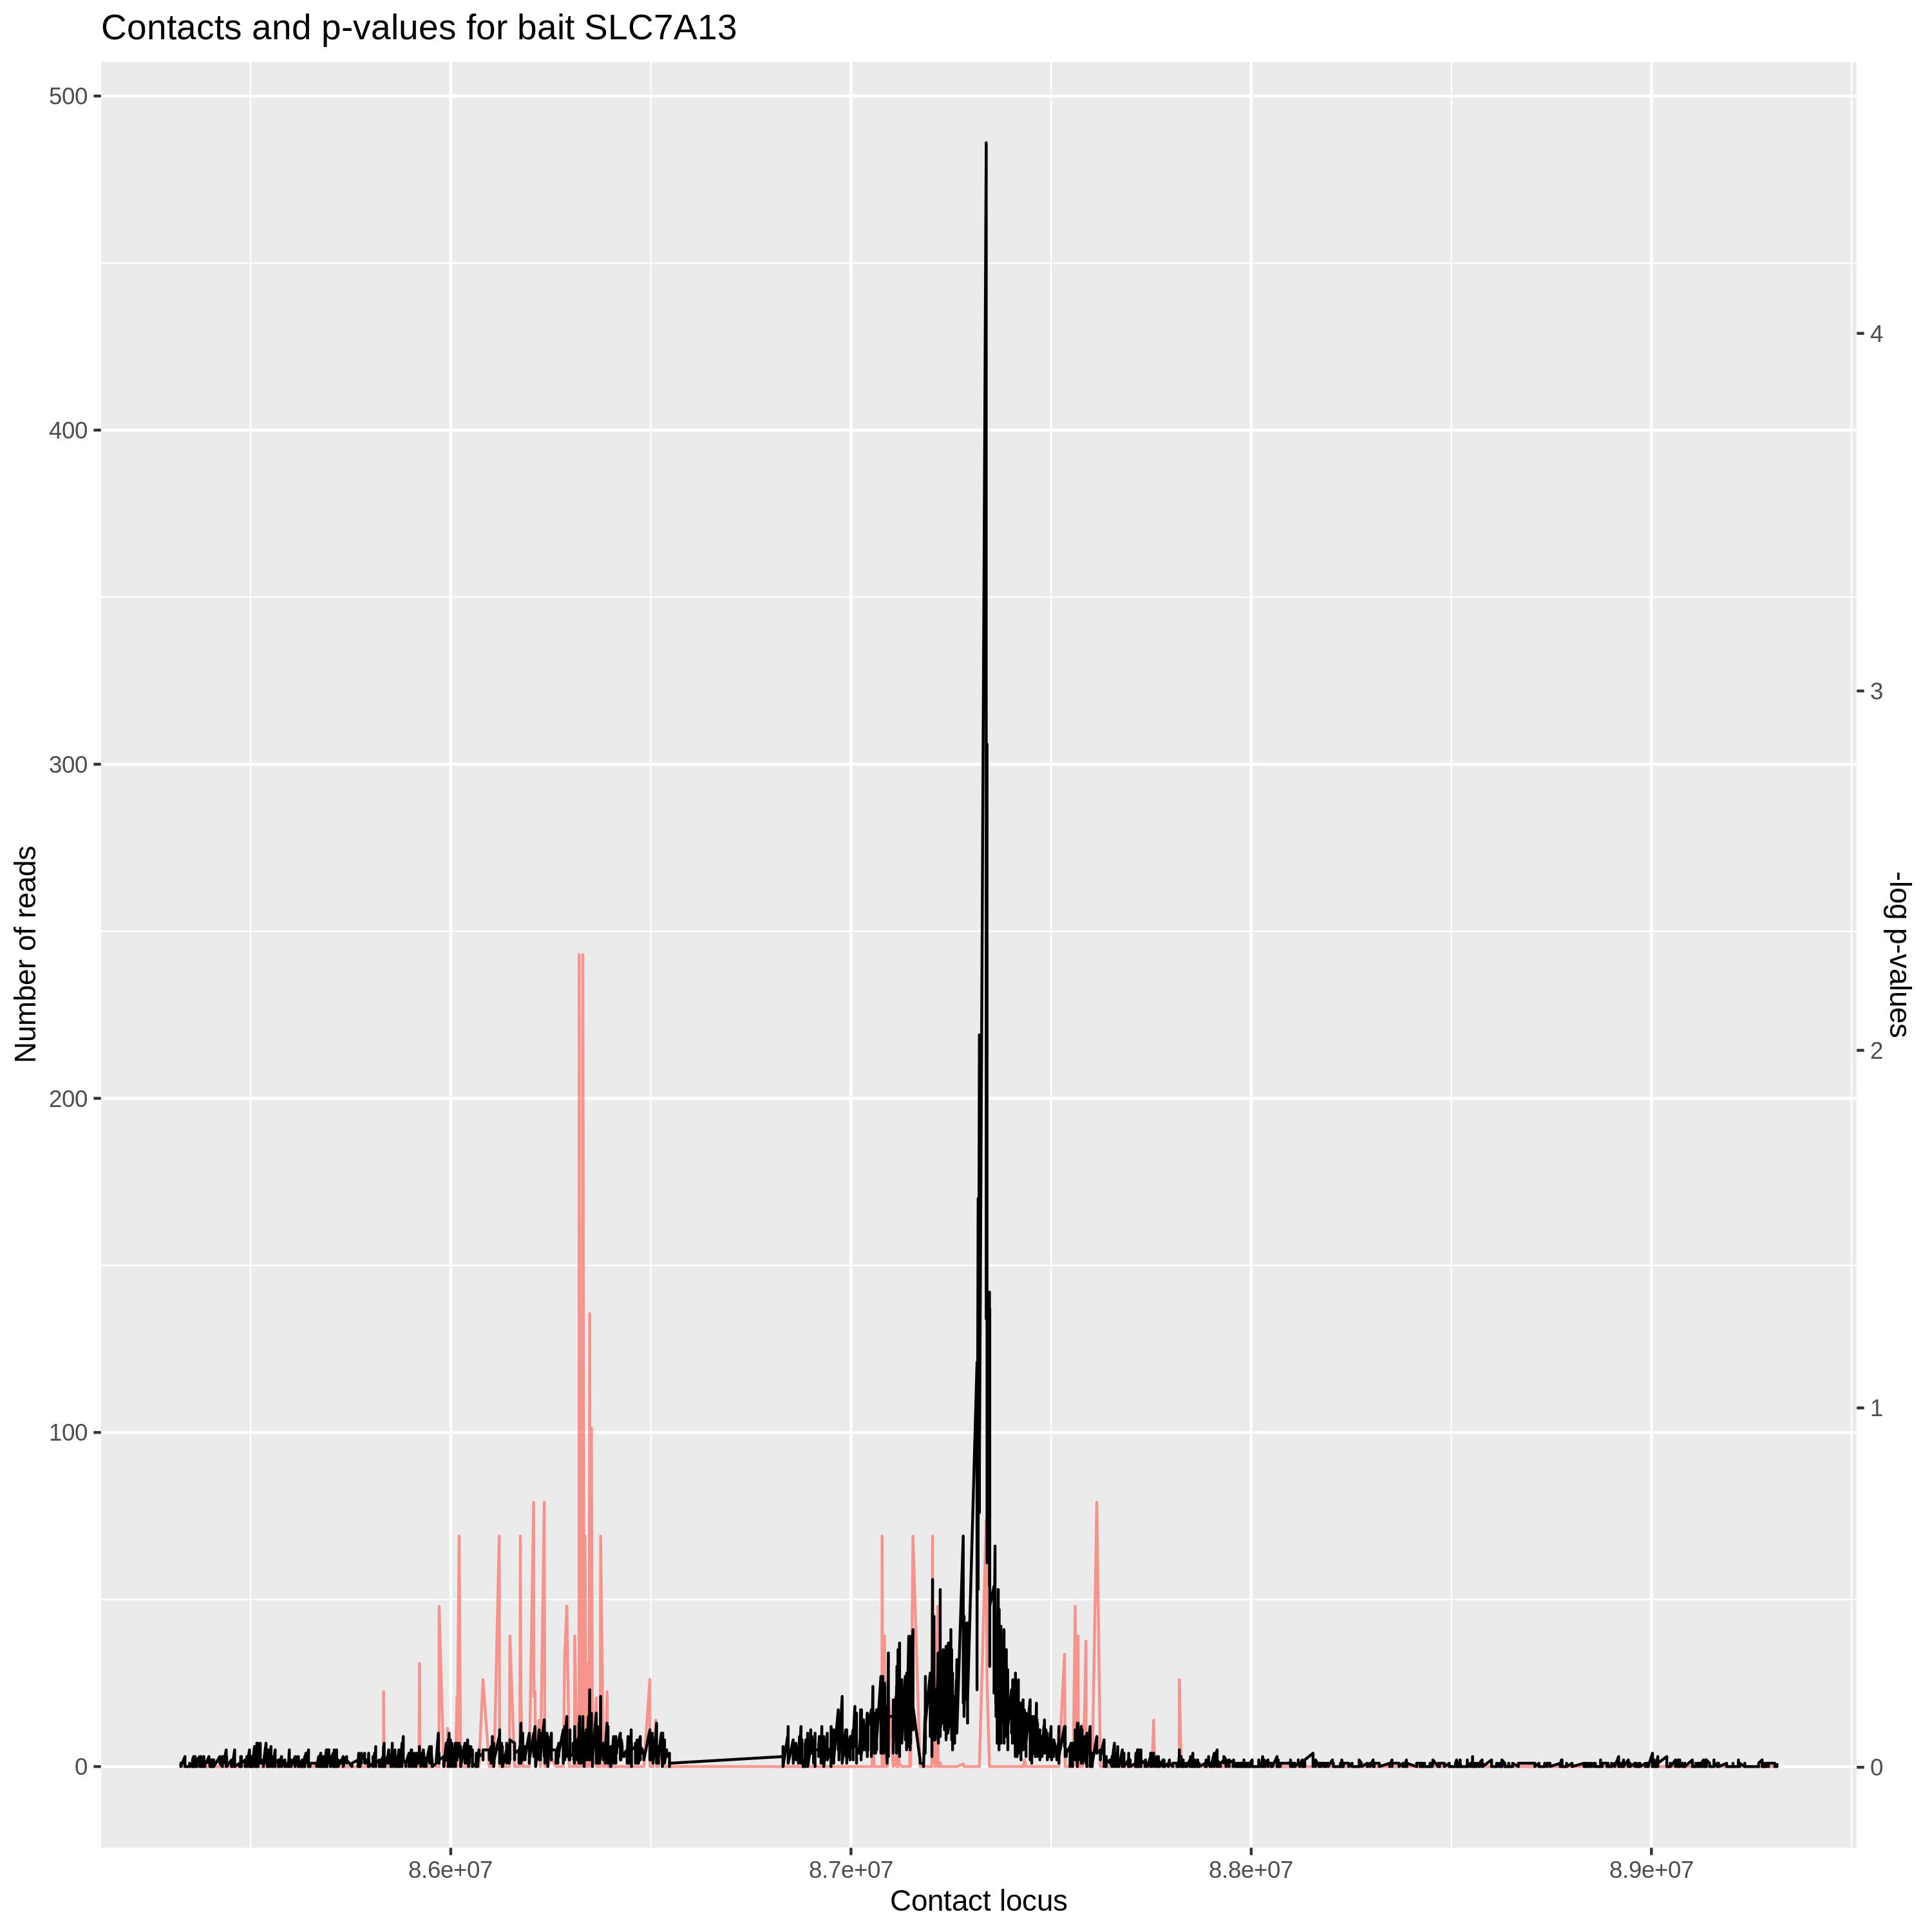 Contacts and p-values for bait SLC7A13
500
400
300
200
100
0
Number of reads
4
3
2
1
0
-log p-values
8.6e+07 8.7e+07 8.8e+07 8.9e+07
Contact locus